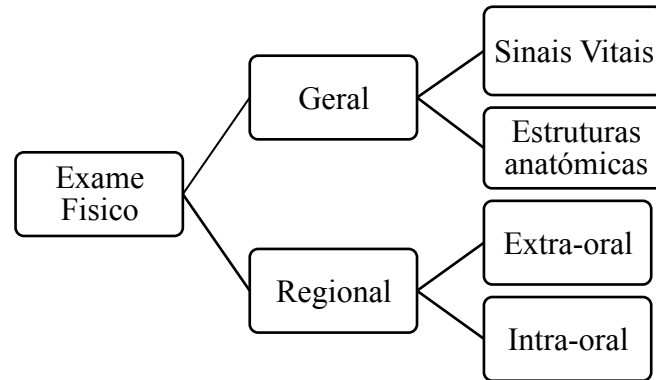 Exame
Fisico
Geral
Sinais Vitais
Estruturas
anatómicas
Regional
Extra-oral
Intra-oral